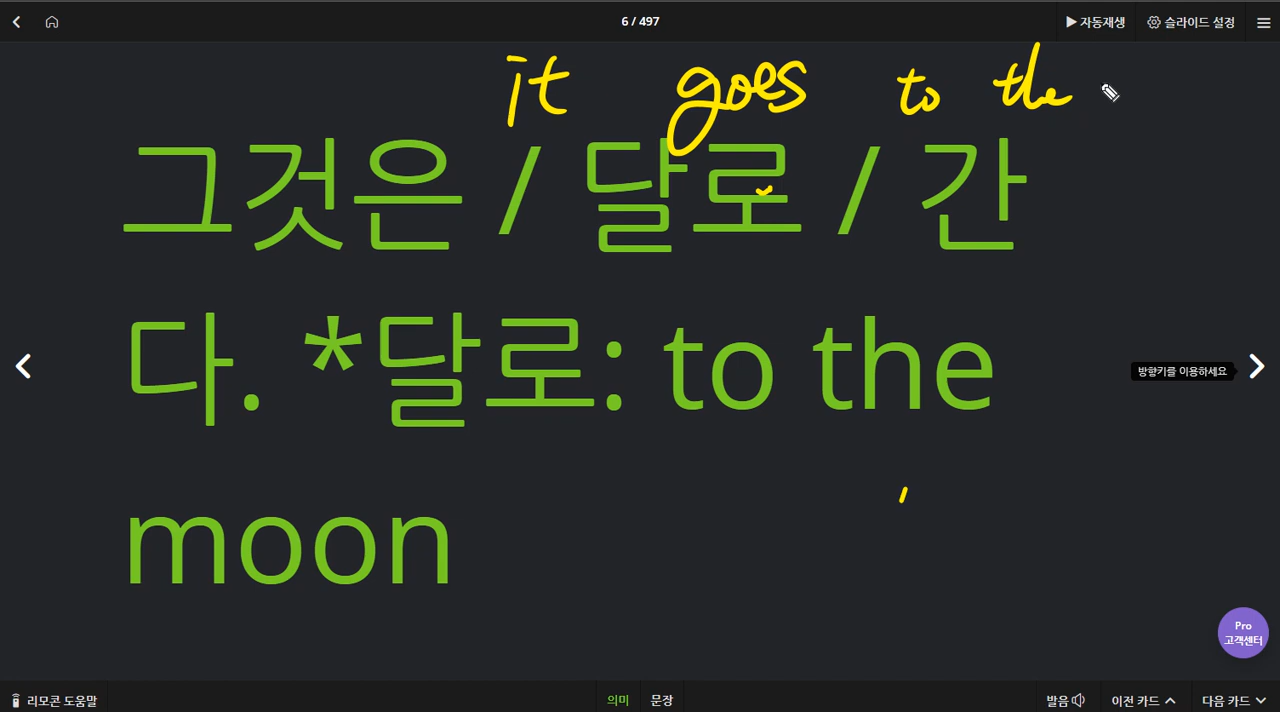 6 / 497
자동재생
슬라이드 설정
it goes to the
그것은 / 달로 / 간
다. *달로: to the
moon
방향키를 이용하세요
Pro
고객센터
리모콘 도움말
의미
문장
발음
이전 카드
다음 카드